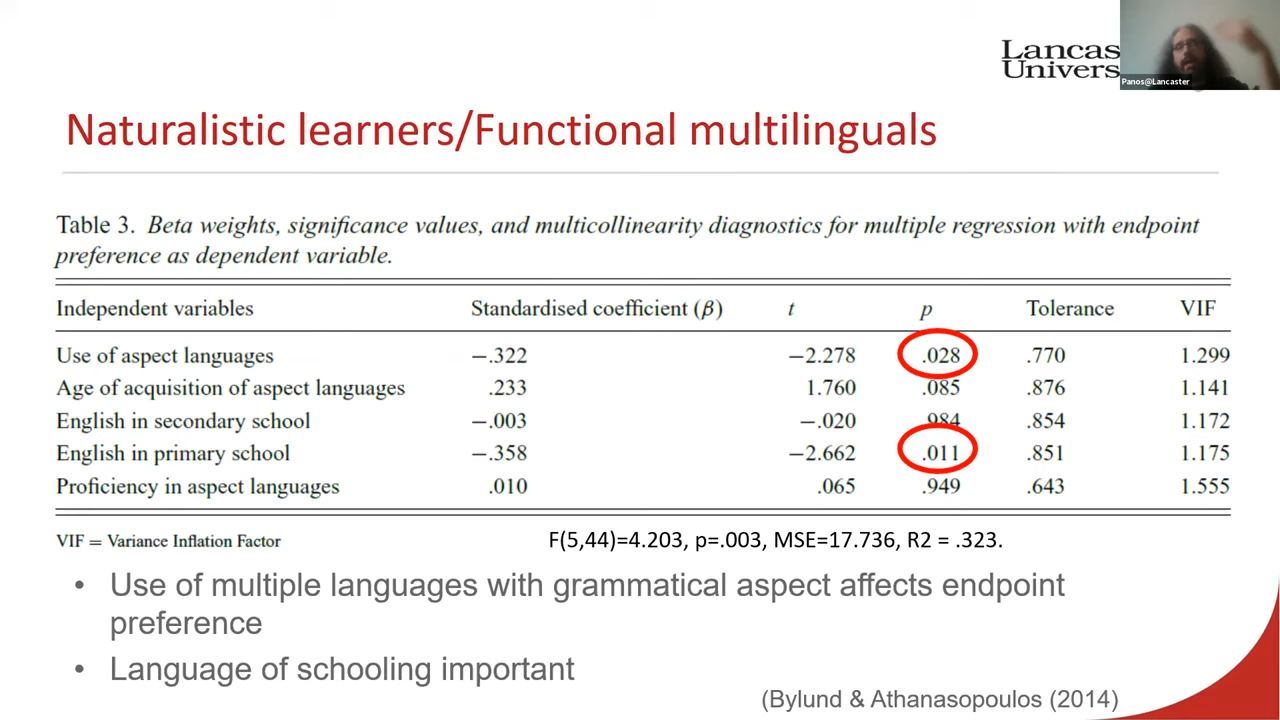 Lancas
Univers
Panos@Lancaster
Naturalistic learners/Functional multilinguals
Table 3. Beta weights, significance values, and multicollinearity diagnostics for multiple regression with endpoint
preference as dependent variable.
Independent variables Standardised coefficient (β) t p Tolerance VIF
Use of aspect languages −.322 −2.278 .028 .770 1.299
Age of acquisition of aspect languages .233 1.760 .085 .876 1.141
English in secondary school −.003 −.020 .984 .854 1.172
English in primary school −.358 −2.662 .011 .851 1.175
Proficiency in aspect languages .010 .065 .949 .643 1.555
VIF = Variance Inflation Factor F(5,44)=4.203, p=.003, MSE=17.736, R2 = .323.
• Use of multiple languages with grammatical aspect affects endpoint
preference
• Language of schooling important
(Bylund & Athanasopoulos (2014)